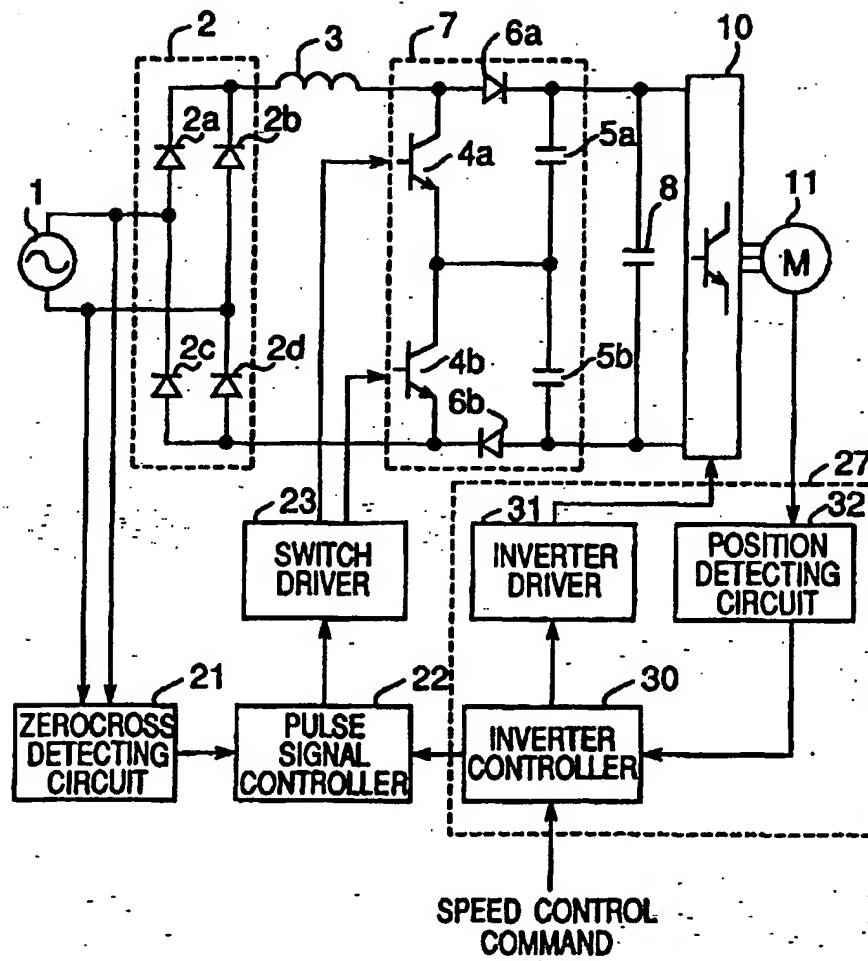 2
3
7
6a
10
2a
2b
4a
5a
8
11
1
M
2c
2d
4b
5b
6b
27
23
31
32
SWITCH
DRIVER
INVERTER
DRIVER
POSITION
DETECTING
CIRCUIT
21
22
30
ZEROCROSS
DETECTING
CIRCUIT
PULSE
SIGNAL
CONTROLLER
INVERTER
CONTROLLER
SPEED CONTROL
COMMAND